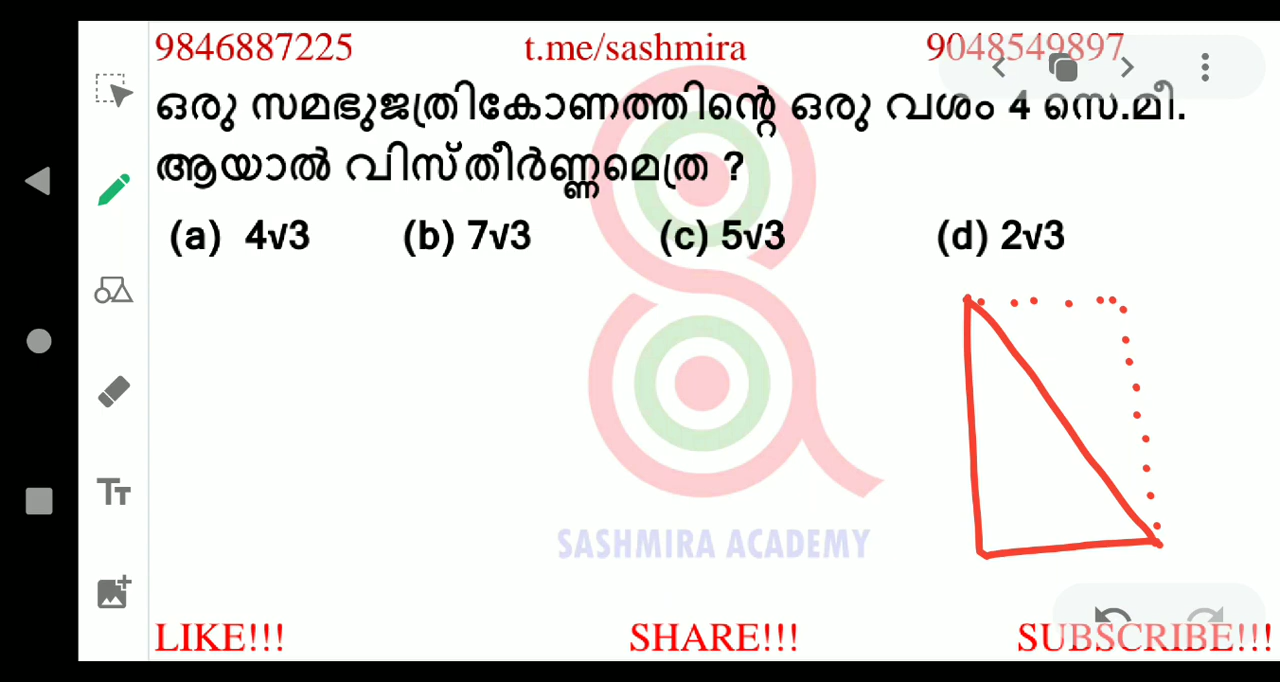 9846887225 t.me/sashmira 9048549897
ഒരു സമഭുജത്രികോണത്തിന്റെ ഒരു വശം 4 സെ.മീ.
ആയാൽ വിസ്തീർണ്ണമെത്ര ?
(a) 4√3 (b) 7√3 (c) 5√3 (d) 2√3
SASHMIRA ACADEMY
TT
LIKE!!! SHARE!!! SUBSCRIBE!!!